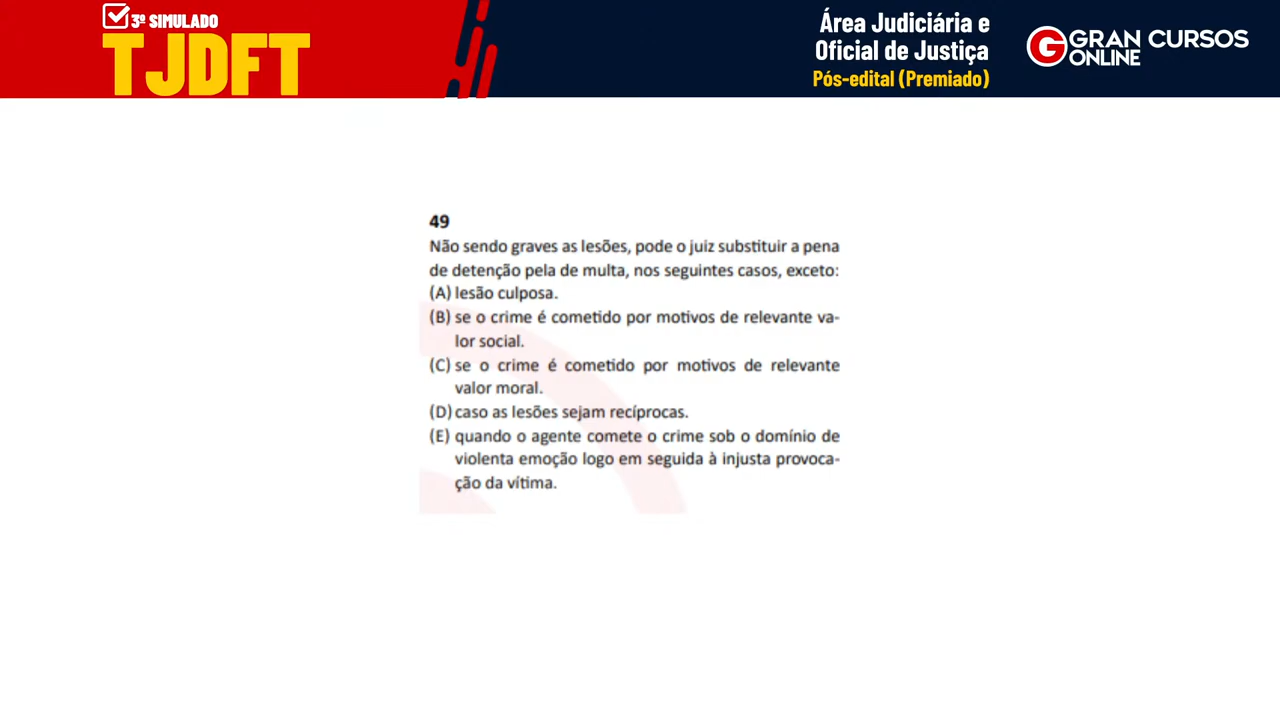 3º SIMULADO
TJDFT
Área Judiciária e
Oficial de Justiça
Pós-edital (Premiado)
G GRAN CURSOS
ONLINE
49
Não sendo graves as lesões, pode o juiz substituir a pena
de detenção pela de multa, nos seguintes casos, exceto:
(A) lesão culposa.
(B) se o crime é cometido por motivos de relevante va-
lor social.
(C) se o crime é cometido por motivos de relevante
valor moral.
(D) caso as lesões sejam recíprocas.
(E) quando o agente comete o crime sob o domínio de
violenta emoção logo em seguida à injusta provoca-
ção da vítima.